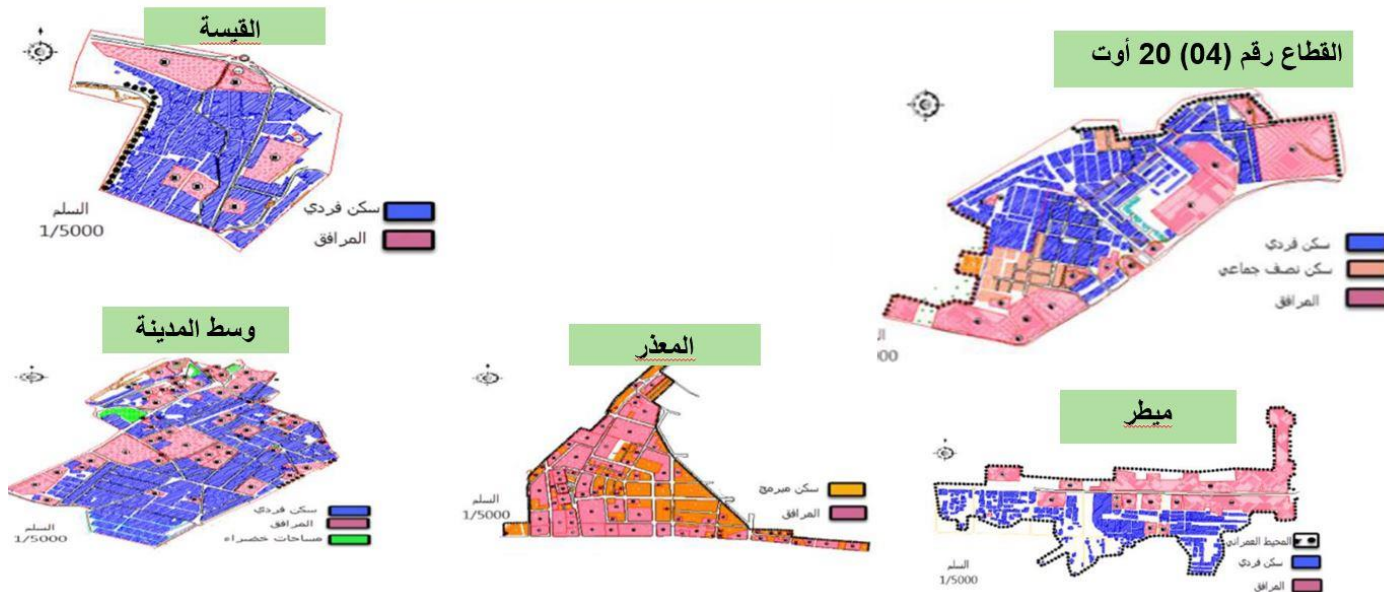 القيسة
السلم
1/5000
سكن فردي
المرافق
القطاع رقم (04) 20 أوت
سكن فردي
سكن نصف جماعي
المرافق
وسط المدينة
السلم
1/5000
سكن فردي
المرافق
مساحات خضراء
المعذر
السلم
1/5000
سكن مبرمج
المرافق
ميطر
السلم
1/5000
المحيط العمراني
سكن فردي
المرافق